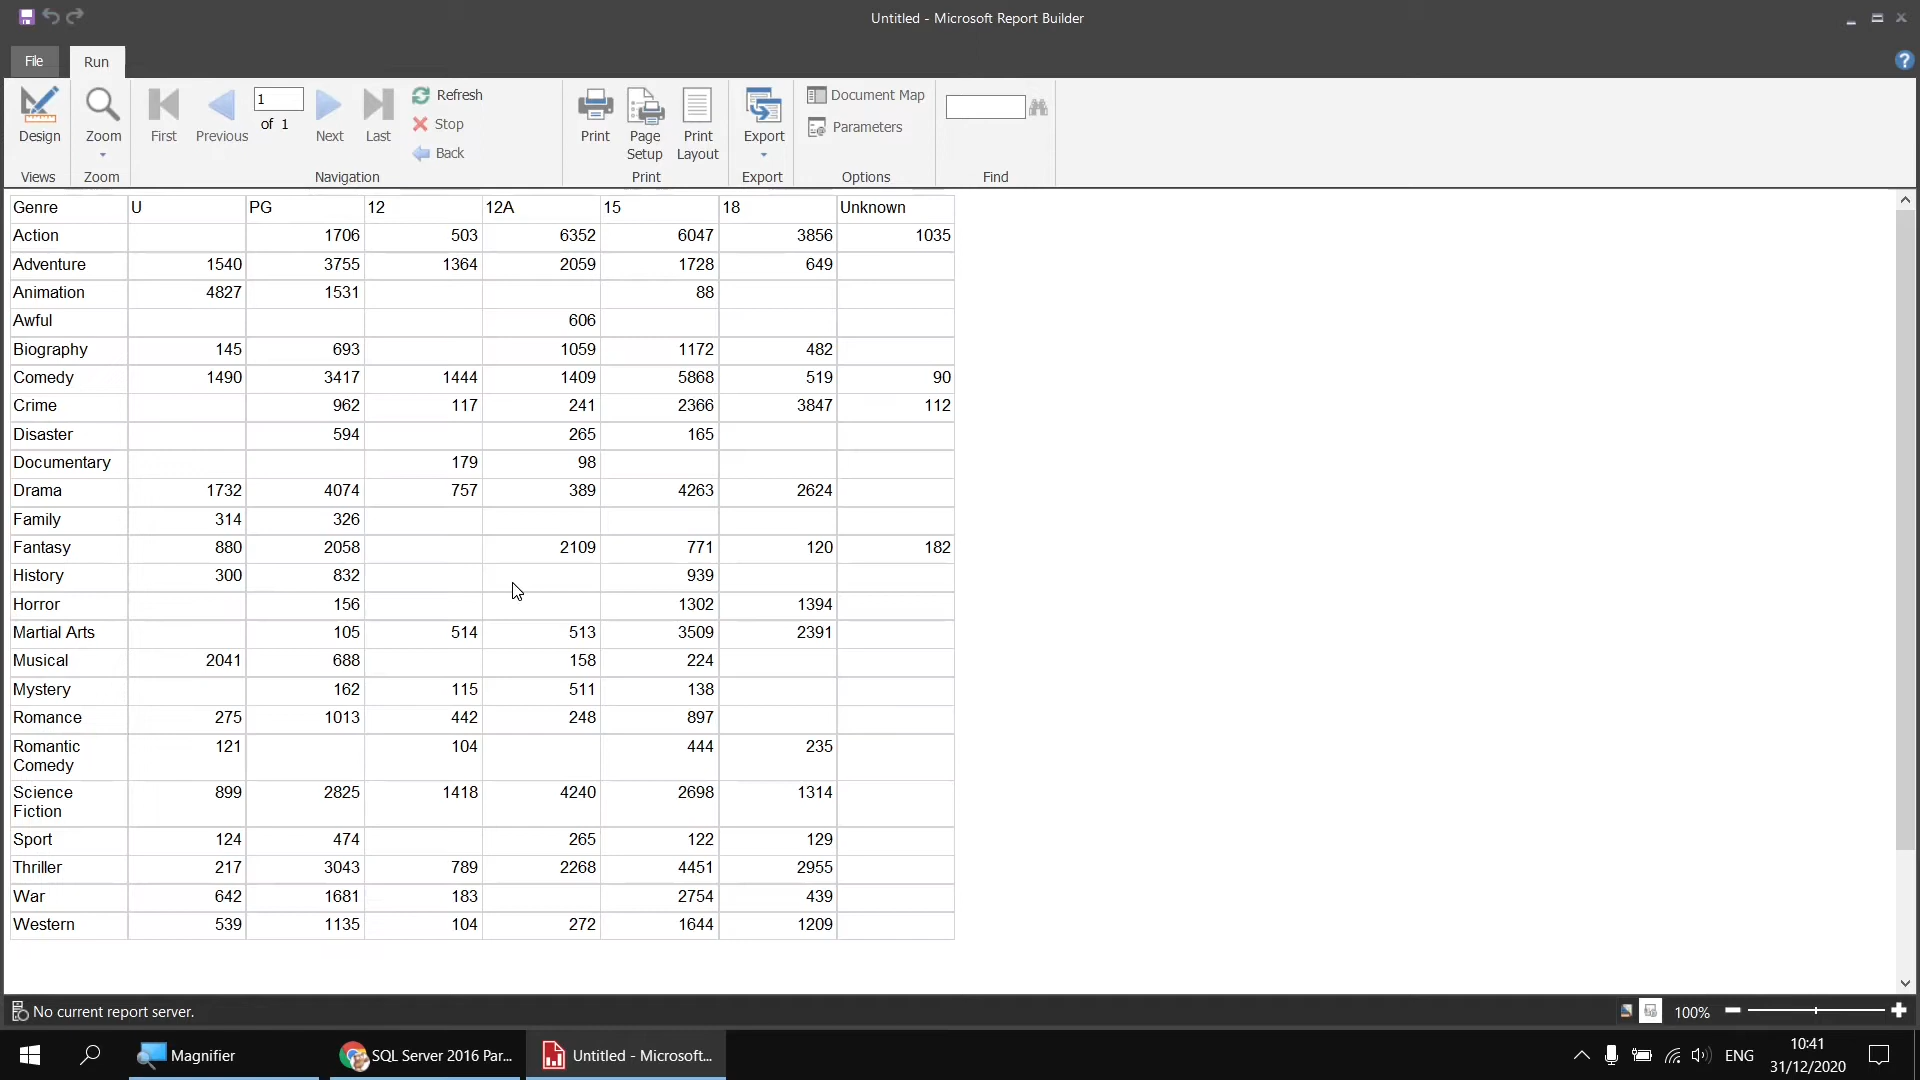 Untitled - Microsoft Report Builder
File Run
Design
Views
Zoom
Zoom
First
Previous
1
of 1
Next
Last
Refresh
Stop
Back
Navigation
Print
Page Setup
Print Layout
Print
Export
Export
Document Map
Parameters
Options
Find
Genre U PG 12 12A 15 18 Unknown
Action 1706 503 6352 6047 3856 1035
Adventure 1540 3755 1364 2059 1728 649
Animation 4827 1531 88
Awful 606
Biography 145 693 1059 1172 482
Comedy 1490 3417 1444 1409 5868 519 90
Crime 962 117 241 2366 3847 112
Disaster 594 265 165
Documentary 179 98
Drama 1732 4074 757 389 4263 2624
Family 314 326
Fantasy 880 2058 2109 771 120 182
History 300 832 939
Horror 156 1302 1394
Martial Arts 105 514 513 3509 2391
Musical 2041 688 158 224
Mystery 162 115 511 138
Romance 275 1013 442 248 897
Romantic 121 104 444 235
Comedy
Science 899 2825 1418 4240 2698 1314
Fiction
Sport 124 474 265 122 129
Thriller 217 3043 789 2268 4451 2955
War 642 1681 183 2754 439
Western 539 1135 104 272 1644 1209
No current report server.
100%
Magnifier
SQL Server 2016 Par...
Untitled - Microsoft...
ENG
10:41
31/12/2020